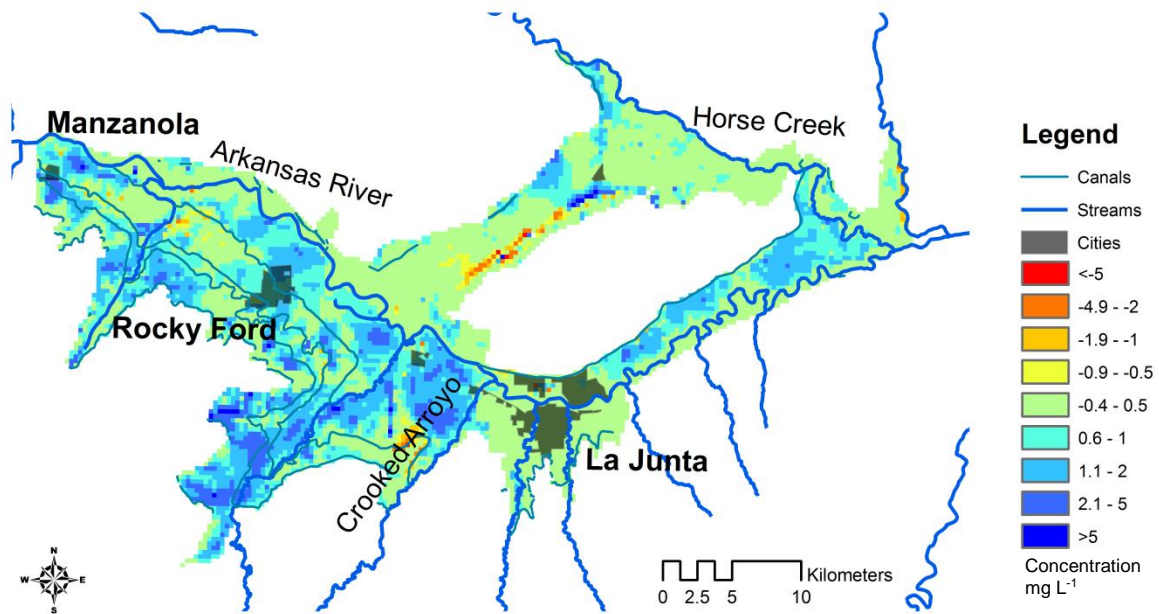 Manzanola
Arkansas River
Horse Creek
Rocky Ford
Crooked Arroyo
La Junta
N
W E
S
Kilometers
0 2.5 5 10
Legend
Canals
Streams
Cities
<-5
-4.9 - -2
-1.9 - -1
-0.9 - -0.5
-0.4 - 0.5
0.6 - 1
1.1 - 2
2.1 - 5
>5
Concentration
mg L⁻¹